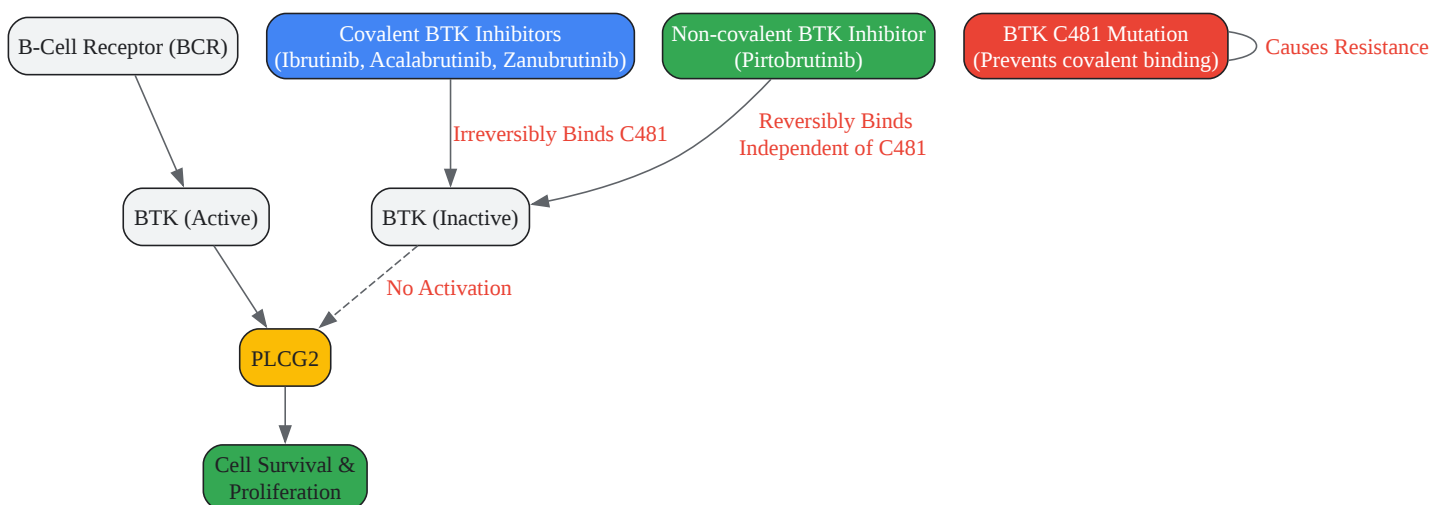 B-Cell Receptor (BCR)
Covalent BTK Inhibitors
(Ibrutinib, Acalabrutinib, Zanubrutinib)
Non-covalent BTK Inhibitor
(Pirtobrutinib)
BTK C481 Mutation
(Prevents covalent binding)
Causes Resistance
Irreversibly Binds C481
Reversibly Binds
Independent of C481
BTK (Active)
BTK (Inactive)
No Activation
PLCG2
Cell Survival &
Proliferation